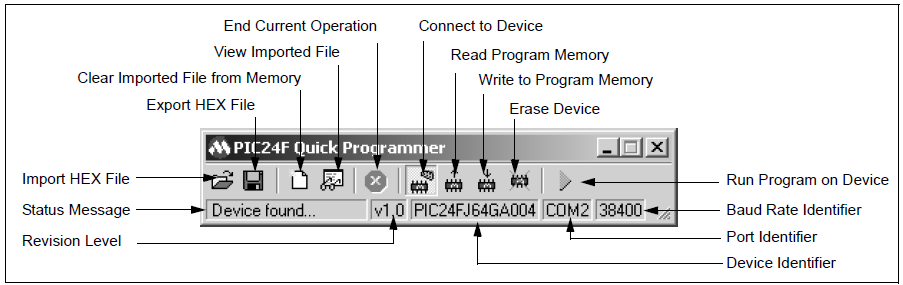 End Current Operation
Connect to Device
View Imported File
Read Program Memory
Clear Imported File from Memory
Write to Program Memory
Export HEX File
Erase Device
PIC24F Quick Programmer
Import HEX File
Run Program on Device
Status Message
Device found...
v1.0
PIC24FJ64GA004
COM2
38400
Baud Rate Identifier
Revision Level
Port Identifier
Device Identifier